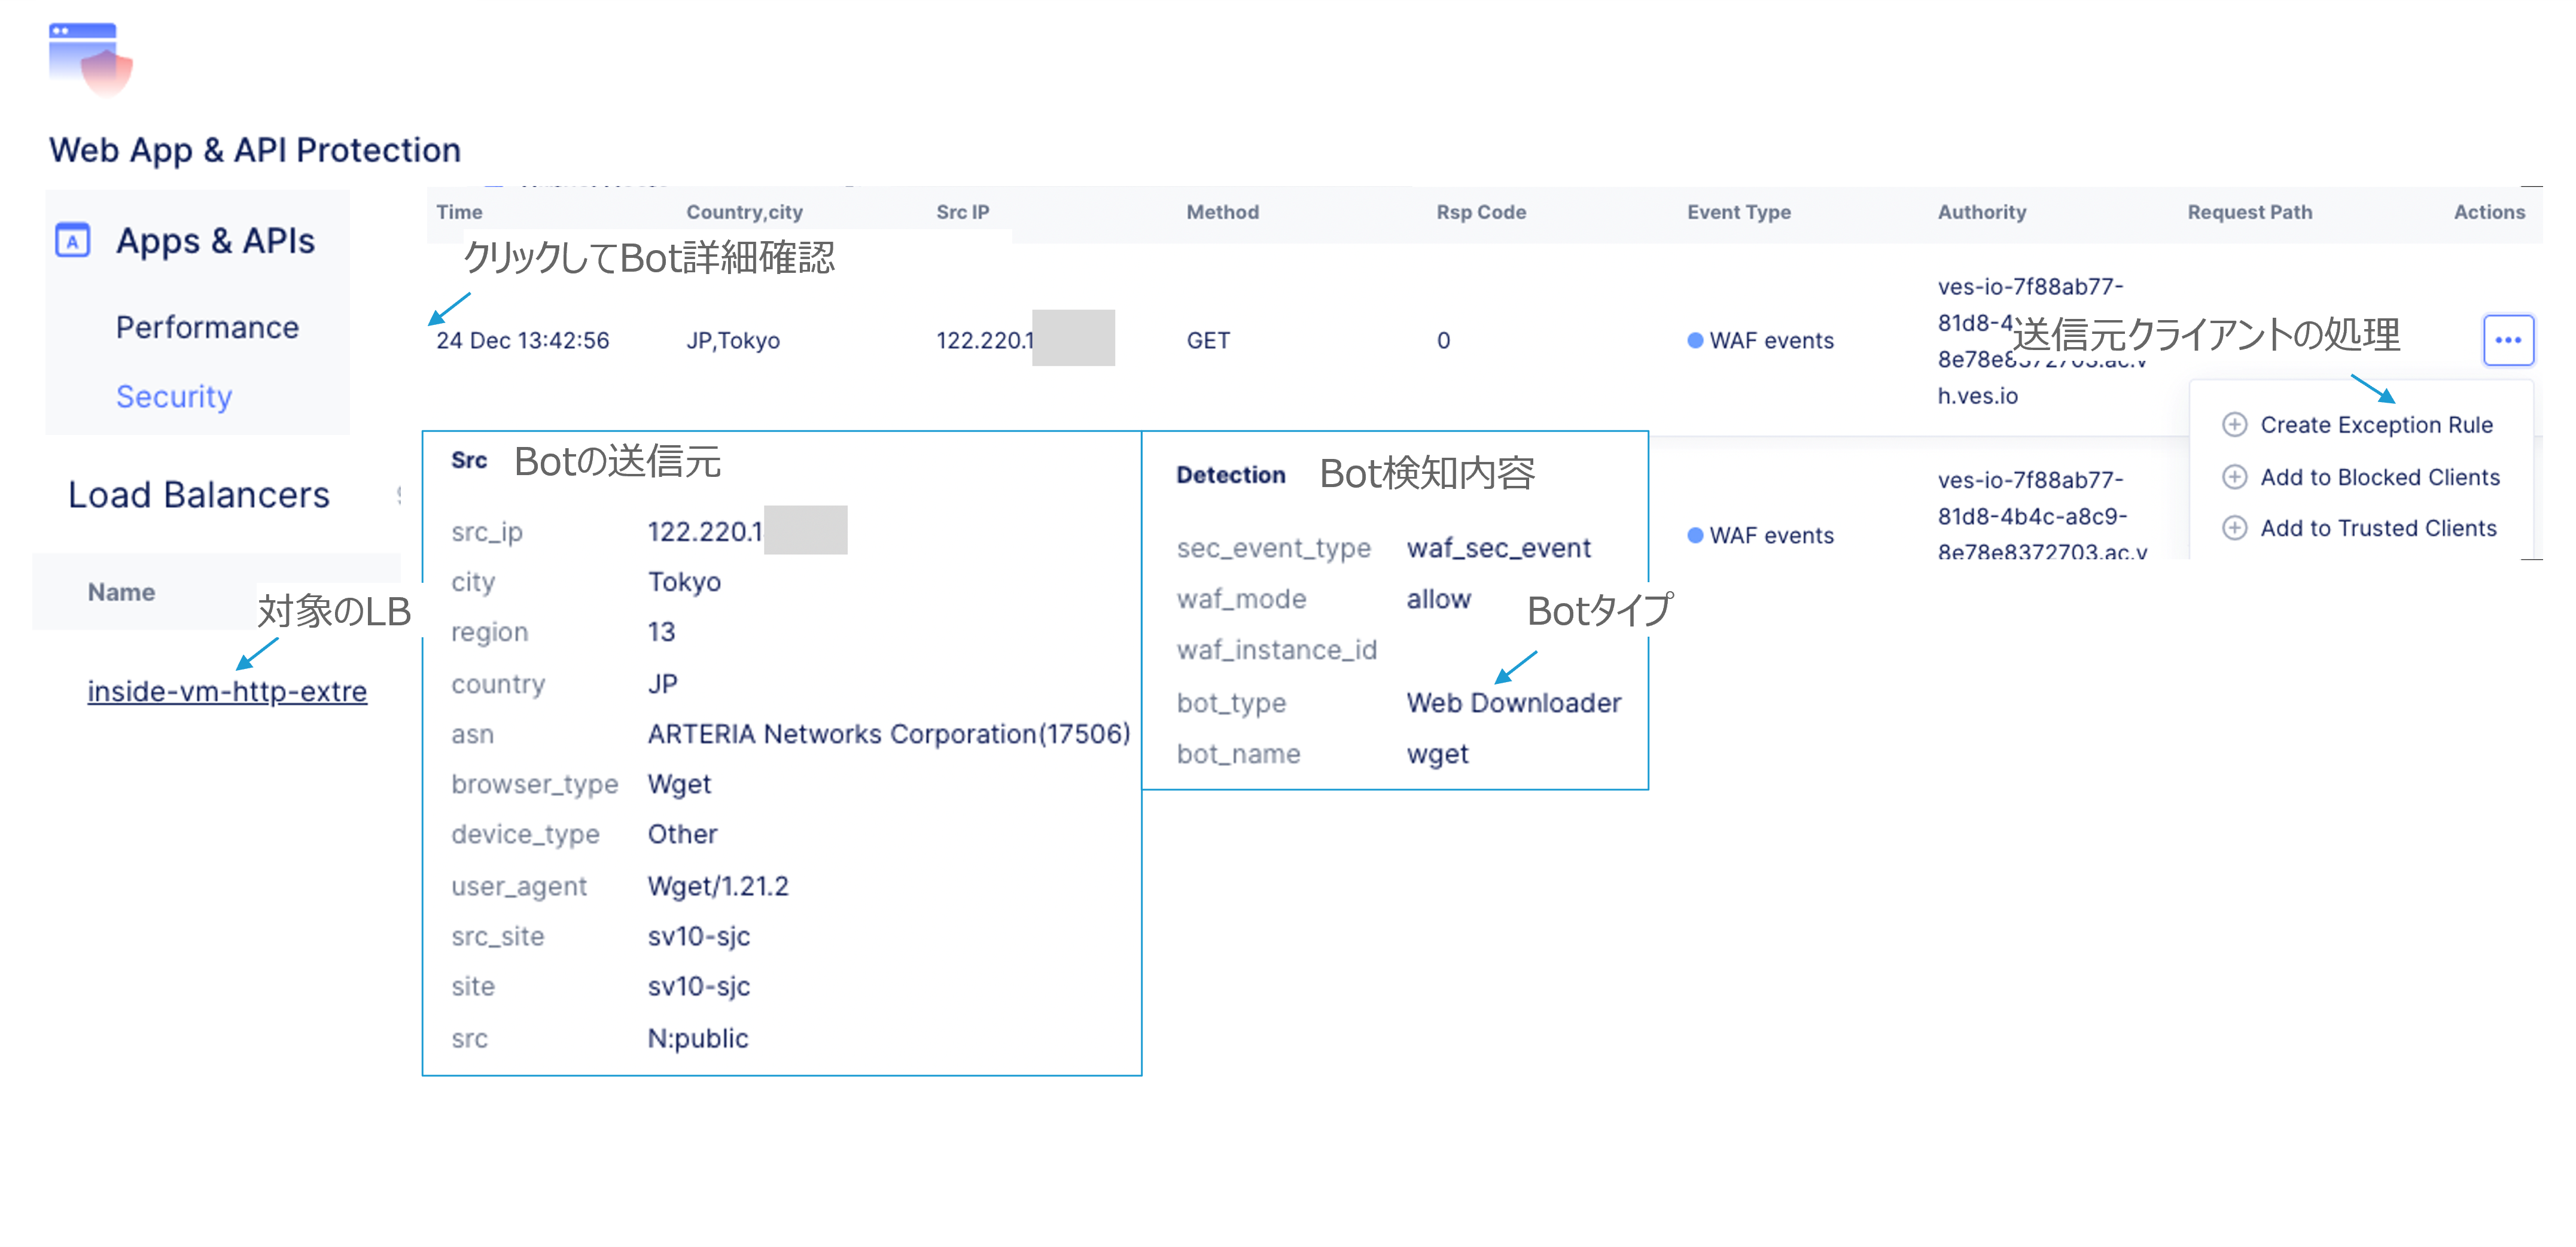 Web App & API Protection
Apps & APIs
Performance
Security
Load Balancers
Name
対象のLB
inside-vm-http-extre
Time Country,city Src IP Method Rsp Code Event Type Authority Request Path Actions
クリックしてBot詳細確認
24 Dec 13:42:56 JP,Tokyo 122.220.1 GET 0 WAF events
ves-io-7f88ab77-
81d8-4
8e78e8372703.ac.v
h.ves.io
送信元クライアントの処理
Create Exception Rule
Add to Blocked Clients
Add to Trusted Clients
WAF events
ves-io-7f88ab77-
81d8-4b4c-a8c9-
8e78e8372703.ac.v
Src Botの送信元
src_ip 122.220.1
city Tokyo
region 13
country JP
asn ARTERIA Networks Corporation(17506)
browser_type Wget
device_type Other
user_agent Wget/1.21.2
src_site sv10-sjc
site sv10-sjc
src N:public
Detection Bot検知内容
sec_event_type waf_sec_event
waf_mode allow
Botタイプ
waf_instance_id
bot_type Web Downloader
bot_name wget